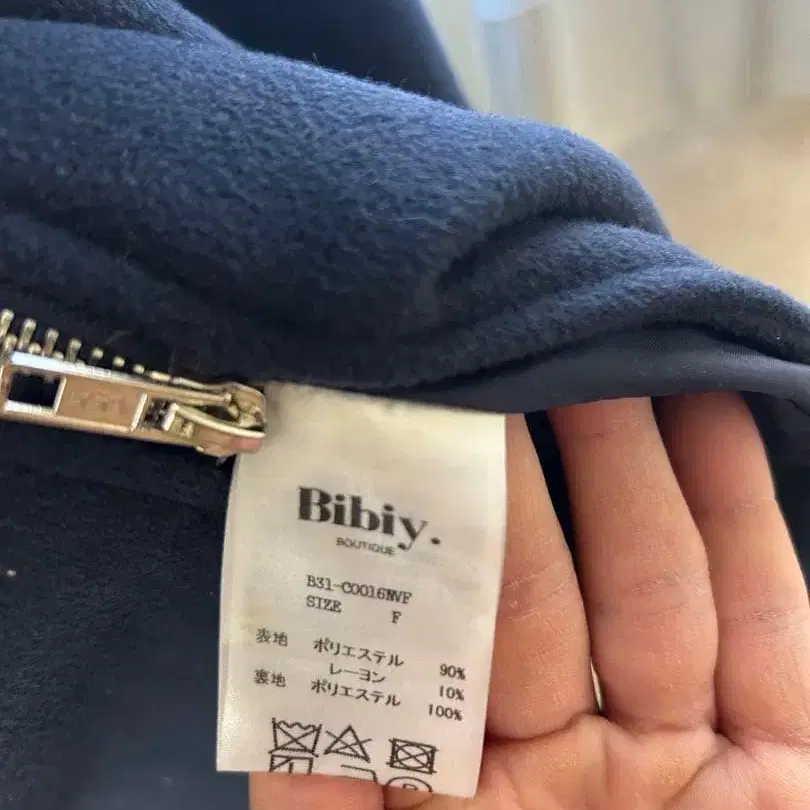 Bibiy.
BOUTIQUE
B31-C0016NVF
SIZE F
表地 ポリエステル 90%
レーヨン 10%
裏地 ポリエステル 100%